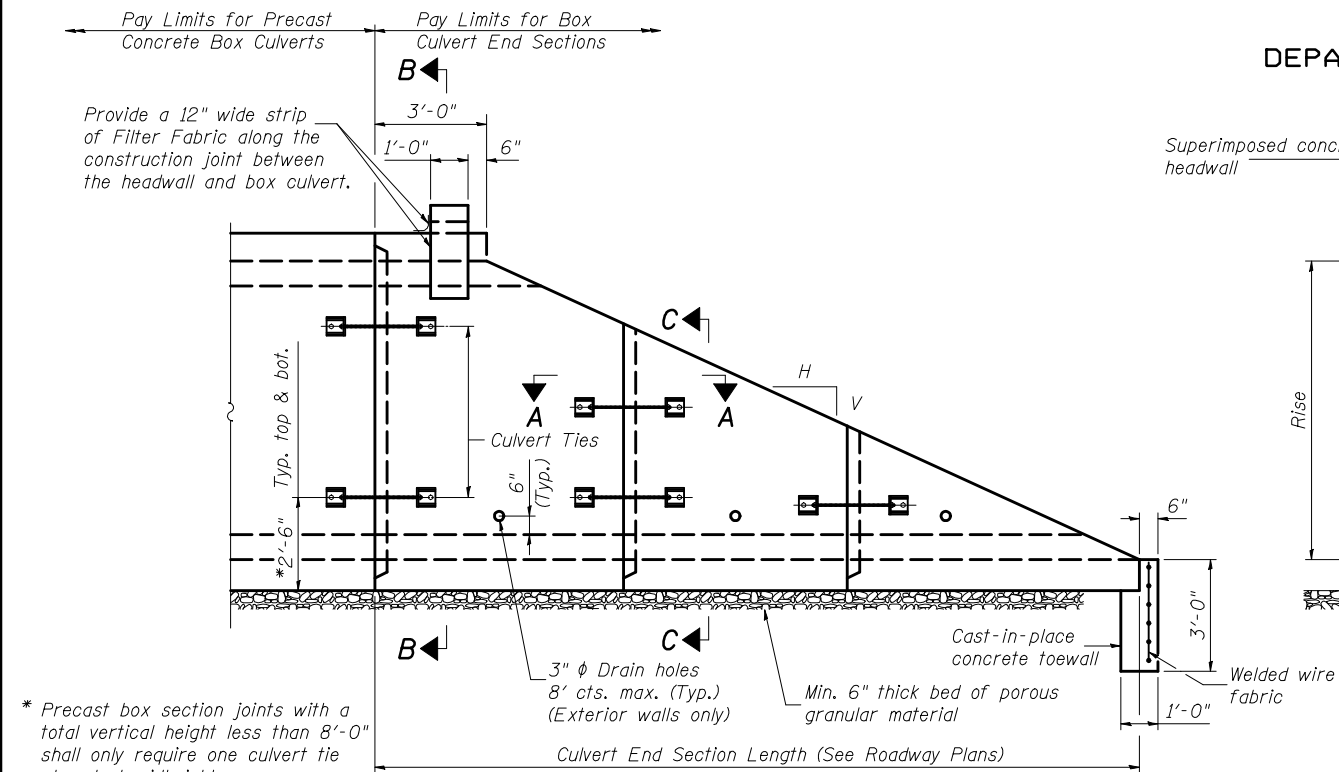 Pay Limits for Precast
Concrete Box Culverts
Pay Limits for Box
Culvert End Sections
DEPA
B
3'-0"
1'-0"
6"
Provide a 12" wide strip
of Filter Fabric along the
construction joint between
the headwall and box culvert.
Superimposed conc
headwall
C
H
V
A
A
Culvert Ties
Typ. top & bot.
6"
(Typ.)
*2'-6"
Rise
6"
3'-0"
1'-0"
B
C
3" ϕ Drain holes
8' cts. max. (Typ.)
(Exterior walls only)
Min. 6" thick bed of porous
granular material
Cast-in-place
concrete toewall
Welded wire
fabric
* Precast box section joints with a
total vertical height less than 8'-0"
shall only require one culvert tie
Culvert End Section Length (See Roadway Plans)